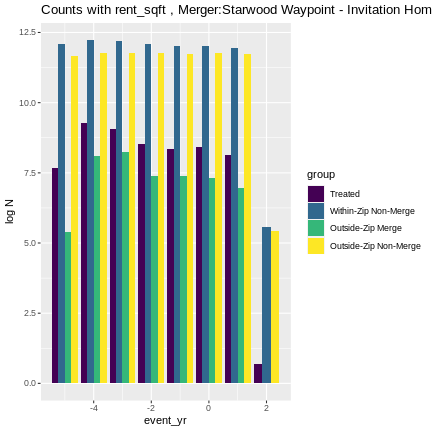 Counts with rent_sqft , Merger:Starwood Waypoint - Invitation Hom
12.5
10.0
7.5
5.0
2.5
0.0
log N
-4
-2
0
2
event_yr
group
Treated
Within-Zip Non-Merge
Outside-Zip Merge
Outside-Zip Non-Merge